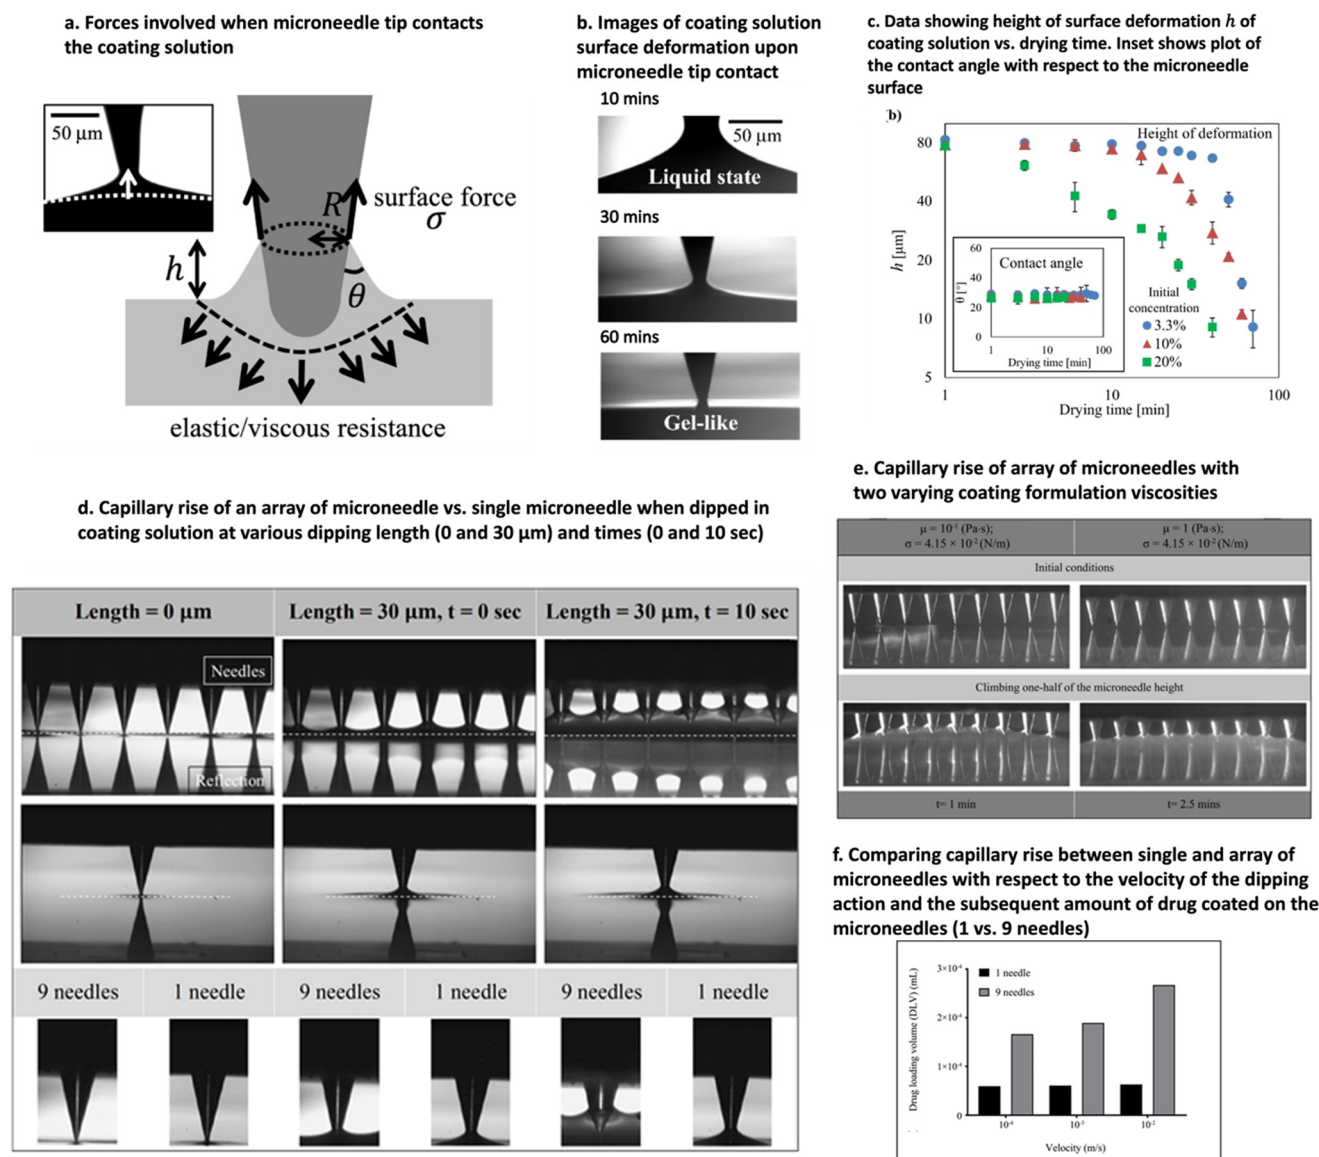 a. Forces involved when microneedle tip contacts
the coating solution
50 μm
R
surface force
σ
h
θ
elastic/viscous resistance
b. Images of coating solution
surface deformation upon
microneedle tip contact
10 mins
50 μm
Liquid state
30 mins
60 mins
Gel-like
c. Data showing height of surface deformation h of
coating solution vs. drying time. Inset shows plot of
the contact angle with respect to the microneedle
surface
b)
Height of deformation
80
40
20
10
5
h [μm]
1
10
100
Drying time [min]
Contact angle
60
40
20
0
θ [°]
1
10
100
Drying time [min]
Initial
concentration
3.3%
10%
20%
d. Capillary rise of an array of microneedle vs. single microneedle when dipped in
coating solution at various dipping length (0 and 30 μm) and times (0 and 10 sec)
Length = 0 μm
Length = 30 μm, t = 0 sec
Length = 30 μm, t = 10 sec
Needles
Reflection
9 needles
1 needle
9 needles
1 needle
9 needles
1 needle
e. Capillary rise of array of microneedles with
two varying coating formulation viscosities
μ = 10⁻¹ (Pa·s);
σ = 4.15 × 10⁻² (N/m)
μ = 1 (Pa·s);
σ = 4.15 × 10⁻² (N/m)
Initial conditions
Climbing one-half of the microneedle height
t= 1 min
t= 2.5 mins
f. Comparing capillary rise between single and array of
microneedles with respect to the velocity of the dipping
action and the subsequent amount of drug coated on the
microneedles (1 vs. 9 needles)
Drug loading volume (DLV) (mL)
3×10⁻⁴
2×10⁻⁴
1×10⁻⁴
0
1 needle
9 needles
10⁻⁴
10⁻³
10⁻²
Velocity (m/s)